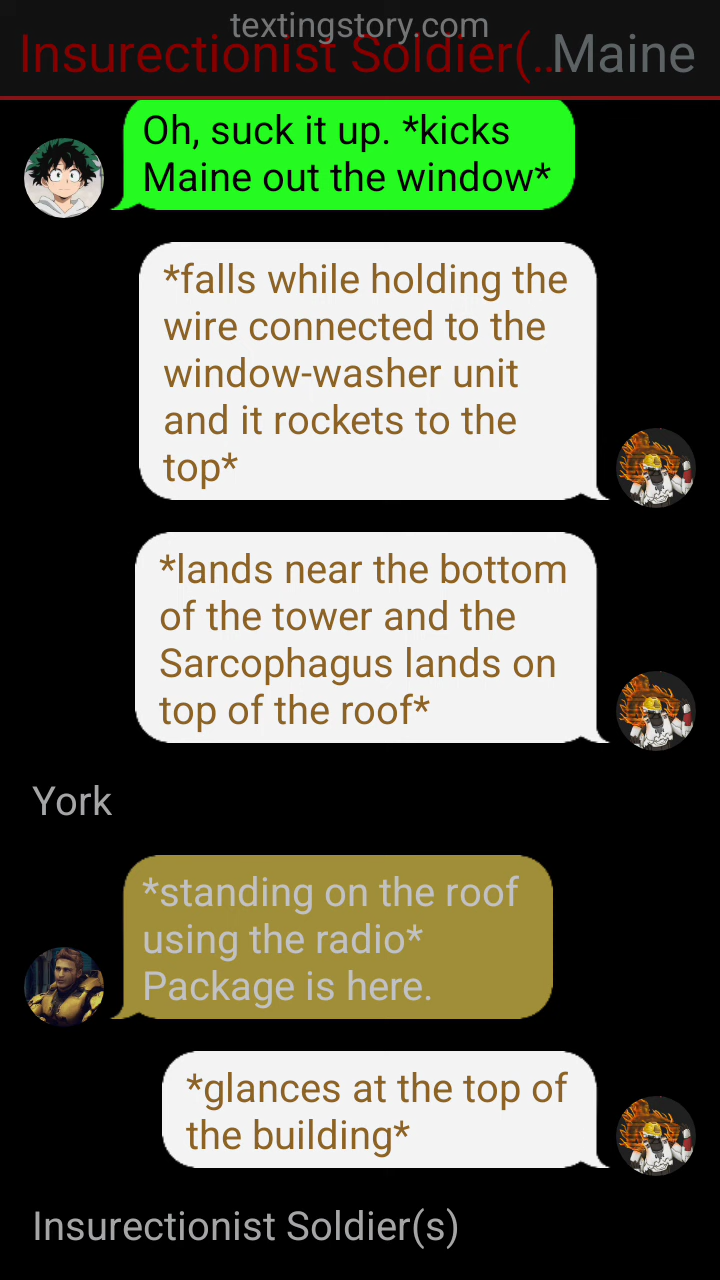 textingstory.com
Insurectionist Soldier(...
Maine
Oh, suck it up. *kicks
Maine out the window*
*falls while holding the
wire connected to the
window-washer unit
and it rockets to the
top*
*lands near the bottom
of the tower and the
Sarcophagus lands on
top of the roof*
York
*standing on the roof
using the radio*
Package is here.
*glances at the top of
the building*
Insurectionist Soldier(s)